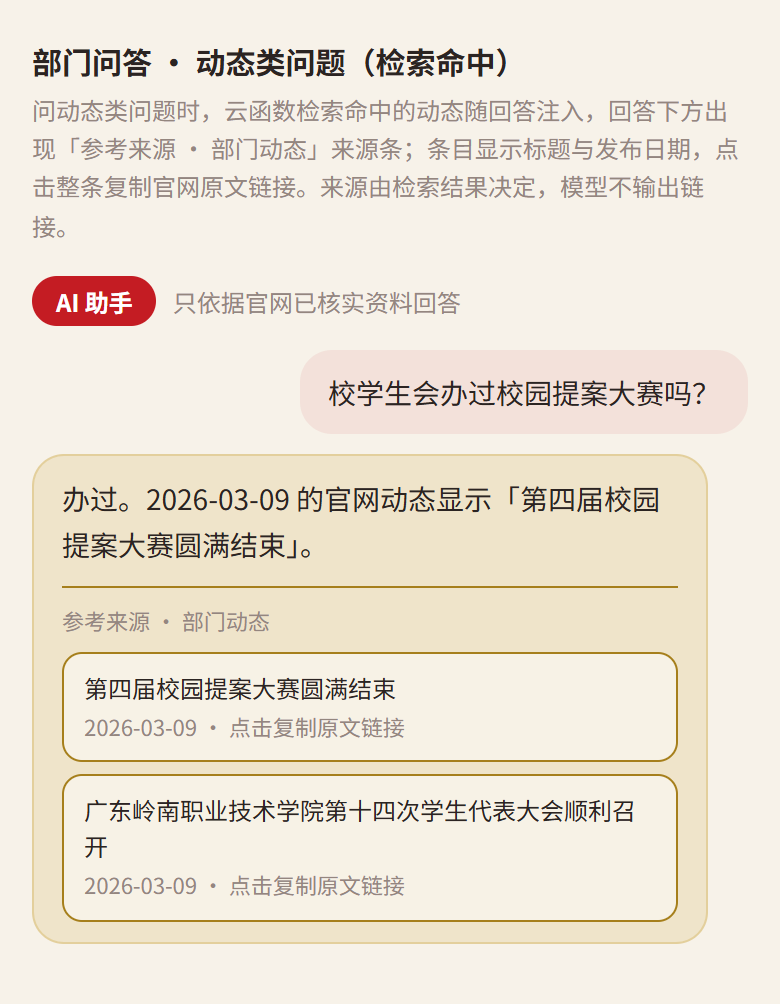 部门问答 · 动态类问题（检索命中）
问动态类问题时，云函数检索命中的动态随回答注入，回答下方出
现「参考来源 · 部门动态」来源条；条目显示标题与发布日期，点
击整条复制官网原文链接。来源由检索结果决定，模型不输出链
接。
AI 助手 只依据官网已核实资料回答
校学生会办过校园提案大赛吗？
办过。2026-03-09 的官网动态显示「第四届校园
提案大赛圆满结束」。
参考来源 · 部门动态
第四届校园提案大赛圆满结束
2026-03-09 · 点击复制原文链接
广东岭南职业技术学院第十四次学生代表大会顺利召
开
2026-03-09 · 点击复制原文链接